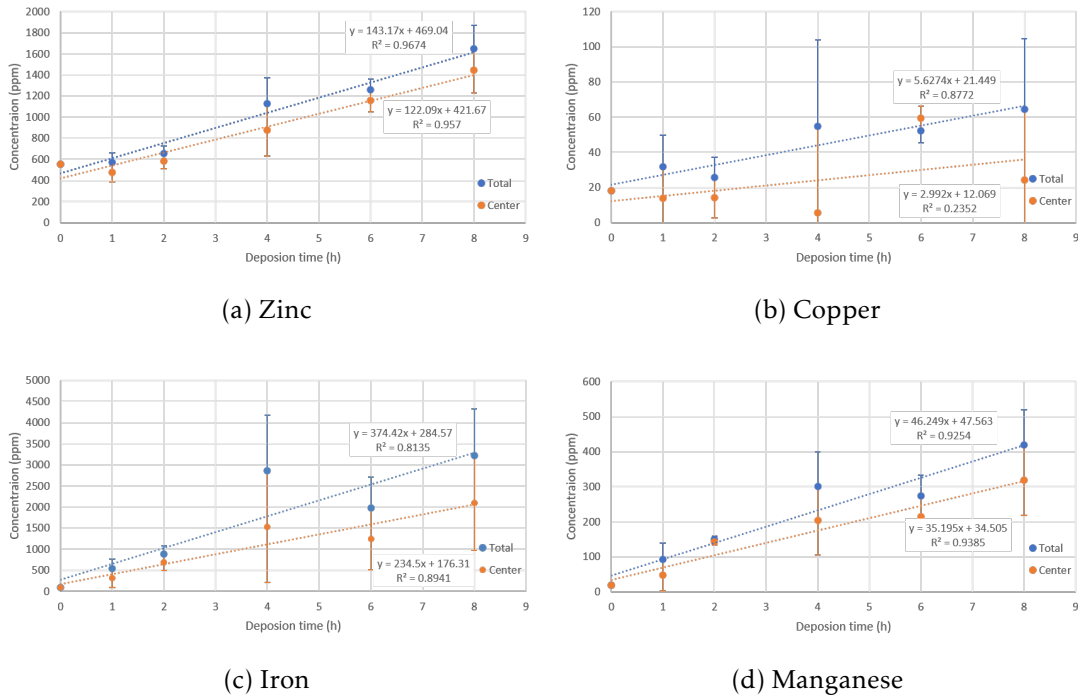 2000
1800
1600
1400
1200
1000
800
600
400
200
0
Concentraion (ppm)
y = 143.17x + 469.04
R² = 0.9674
y = 122.09x + 421.67
R² = 0.957
Total
Center
0 1 2 3 4 5 6 7 8 9
Deposion time (h)
(a) Zinc
120
100
80
60
40
20
0
Concentraion (ppm)
y = 5.6274x + 21.449
R² = 0.8772
Total
y = 2.992x + 12.069
R² = 0.2352
Center
0 1 2 3 4 5 6 7 8 9
Deposion time (h)
(b) Copper
5000
4500
4000
3500
3000
2500
2000
1500
1000
500
0
Concentraion (ppm)
y = 374.42x + 284.57
R² = 0.8135
Total
y = 234.5x + 176.31
R² = 0.8941
Center
0 1 2 3 4 5 6 7 8 9
Deposion time (h)
(c) Iron
600
500
400
300
200
100
0
Concentraion (ppm)
y = 46.249x + 47.563
R² = 0.9254
y = 35.195x + 34.505
R² = 0.9385
Total
Center
0 1 2 3 4 5 6 7 8 9
Deposion time (h)
(d) Manganese